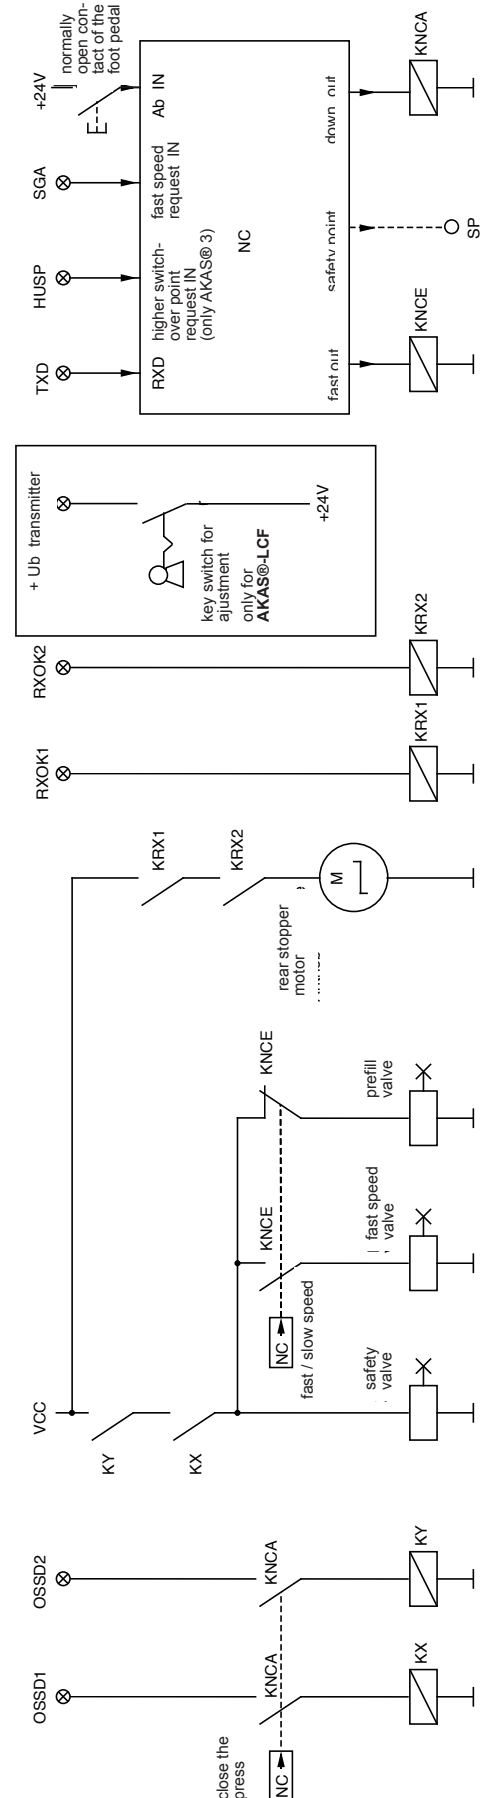 OSSD1
OSSD2
close the
press
NC
KNCA
KNCA
KX
KY
VCC
KY
KX
NC
fast / slow speed
KNCE
KNCE
safety
valve
fast speed
valve
prefill
valve
KRX1
KRX2
rear stopper
motor
M
RXOK1
RXOK2
KRX1
KRX2
+ Ub transmitter
key switch for
ajustment
only for
AKAS®-LCF
+24V
TXD
HUSP
SGA
+24V
normally
open con-
tact of the
foot pedal
RXD
higher switch-
over point
request IN
(only AKAS® 3)
fast speed
request IN
Ab IN
NC
fast out
safety point
down out
KNCE
SP
KNCA